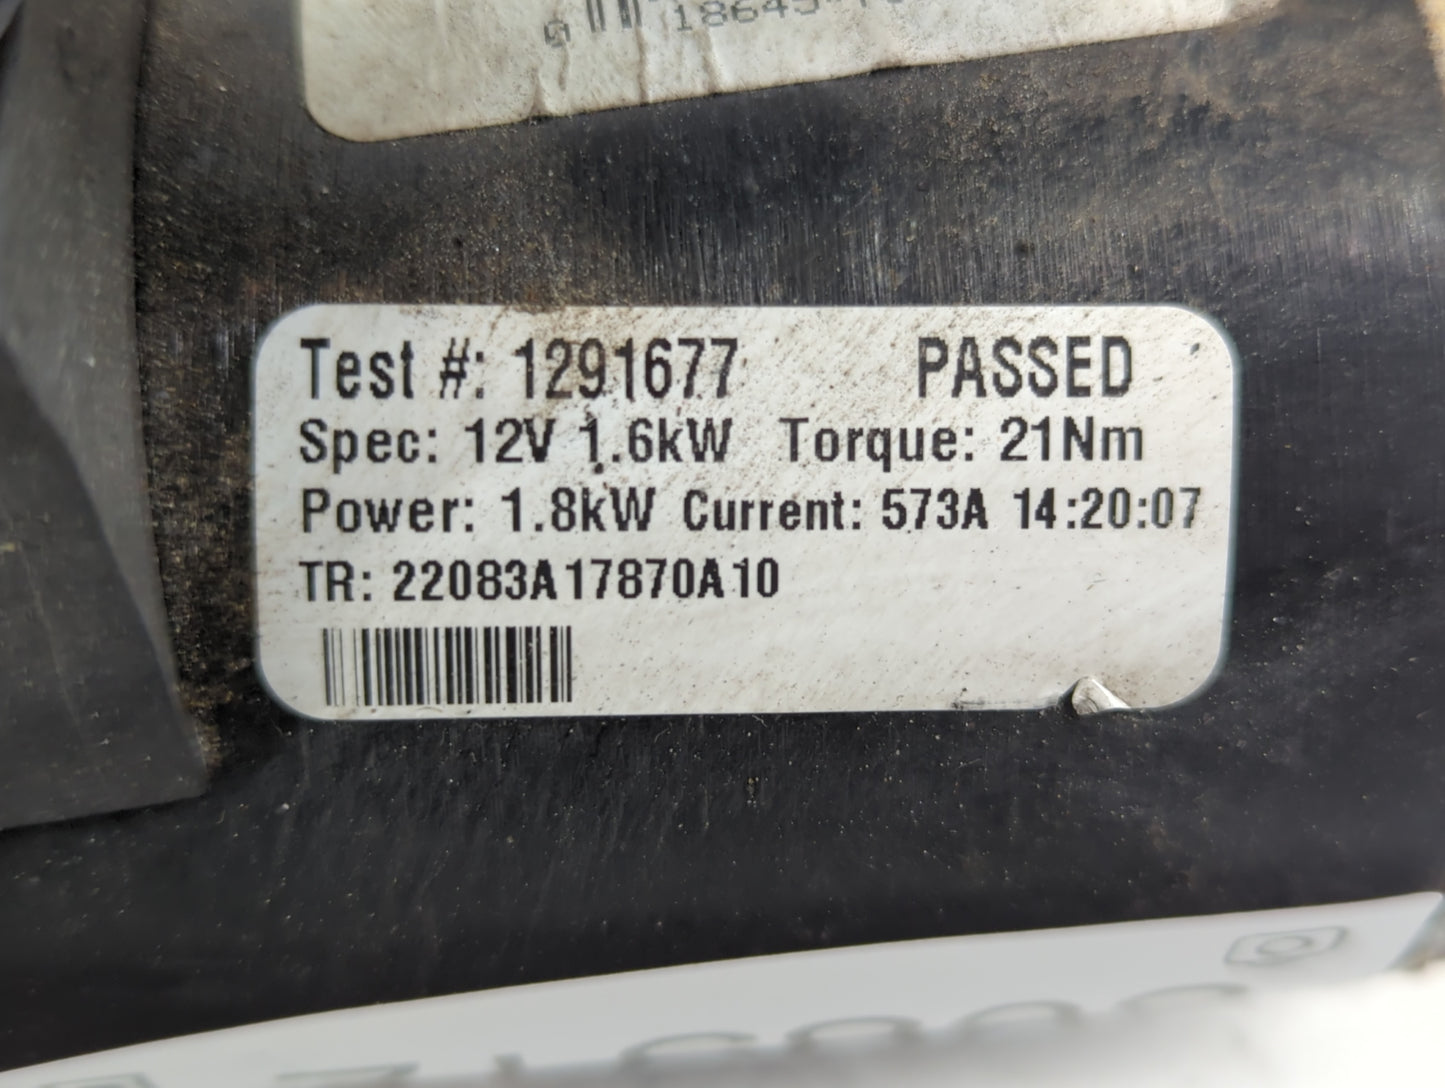 Test #: 1291677 PASSED
Spec: 12V 1.6kW Torque: 21Nm
Power: 1.8kW Current: 573A 14:20:07
TR: 22083A17870A10